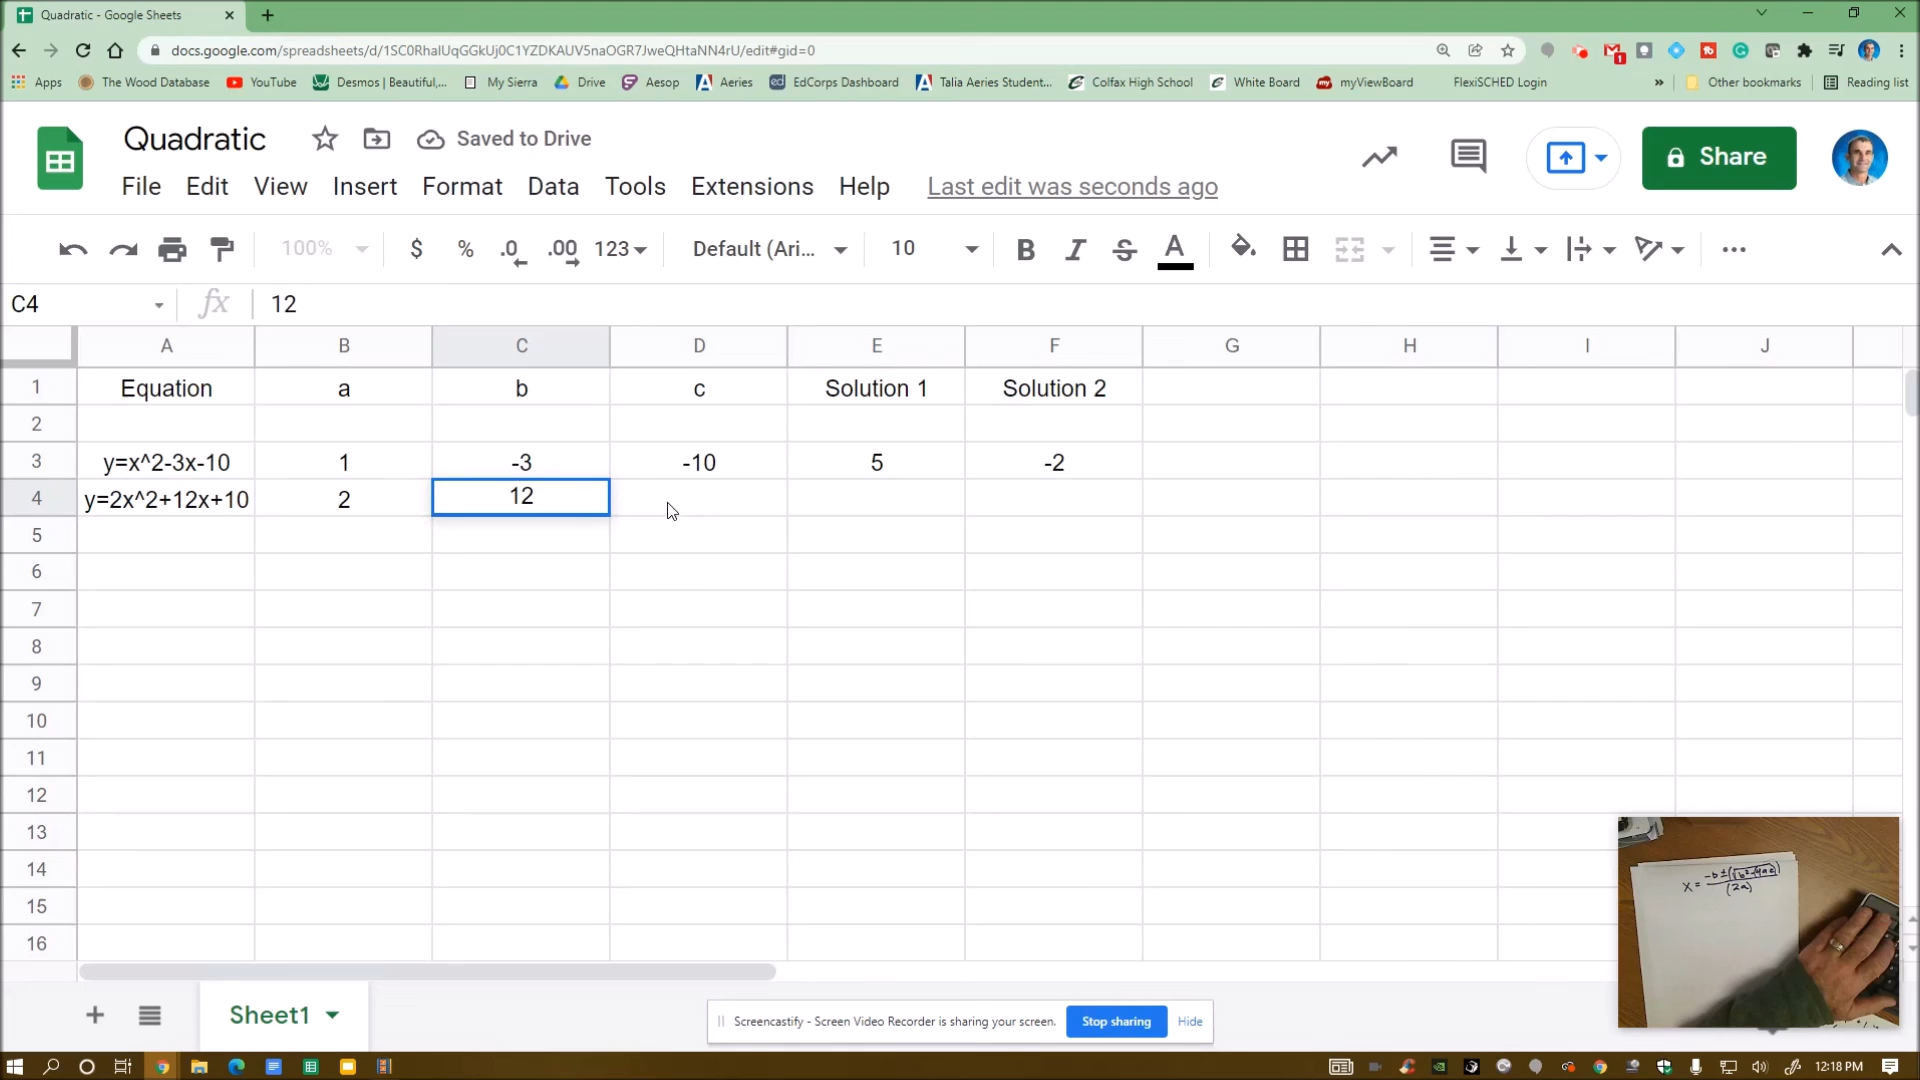 Quadratic - Google Sheets
docs.google.com/spreadsheets/d/1SC0RhalUqGGkUj0C1YZDKAUV5naOGR7JweQHtaNN4rU/edit#gid=0
Apps The Wood Database YouTube Desmos | Beautiful,... My Sierra Drive Aesop Aeries EdCorps Dashboard Talia Aeries Student... Colfax High School White Board myViewBoard FlexiSCHED Login » Other bookmarks Reading list
Quadratic Saved to Drive Share
File Edit View Insert Format Data Tools Extensions Help Last edit was seconds ago
100% $ % .0 .00 123 Default (Ari... 10 B I S A ...
C4 fx 12
A B C D E F G H I J
1 Equation a b c Solution 1 Solution 2
2
3 y=x^2-3x-10 1 -3 -10 5 -2
4 y=2x^2+12x+10 2 12
5
6
7
8
9
10
11
12
13
14
15
16
x = -b±(√b²-4ac)
(2a)
+ Sheet1
Screencastify - Screen Video Recorder is sharing your screen. Stop sharing Hide
12:18 PM